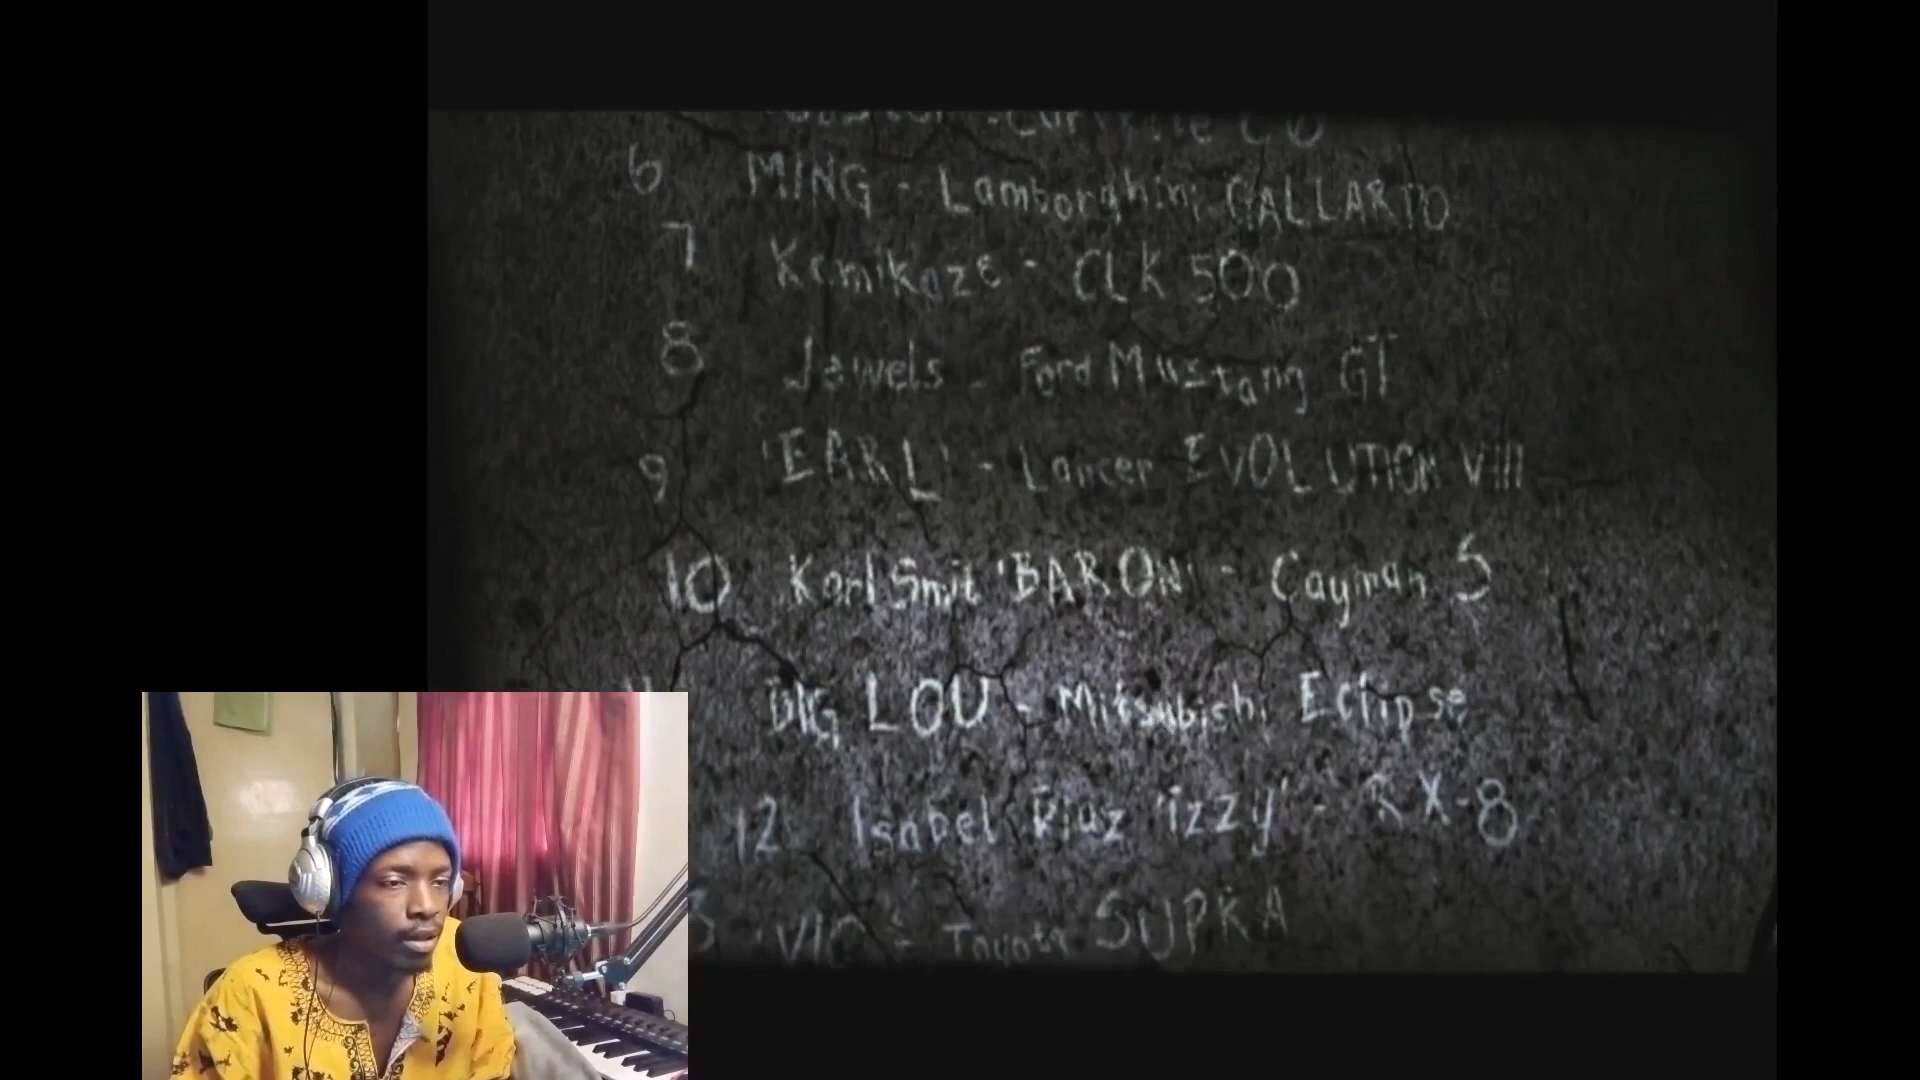 6 MING - Lamborghini GALLARDO
7 Kamikaze - CLK 500
8 Jewels - Ford Mustang GT
9 'EARL' - Lancer EVOLUTION VIII
10 Karl Smit 'BARON' - Cayman S
BIG LOU - Mitsubishi Eclipse
12 Isabel Diaz 'izzy' - RX-8
'VIC' - Toyota SUPRA